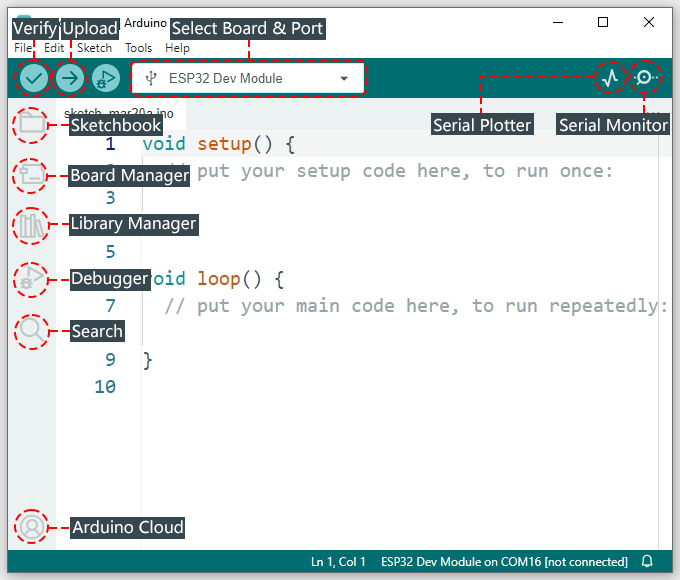 Arduino
Verify Upload Select Board & Port
File Edit Sketch Tools Help
ESP32 Dev Module
sketch_mar20a.ino
Sketchbook
Serial Plotter Serial Monitor
1 void setup() {
put your setup code here, to run once:
Board Manager
3
Library Manager
5
void loop() {
Debugger
7 // put your main code here, to run repeatedly:
Search
9 }
10
Arduino Cloud
Ln 1, Col 1 ESP32 Dev Module on COM16 [not connected]